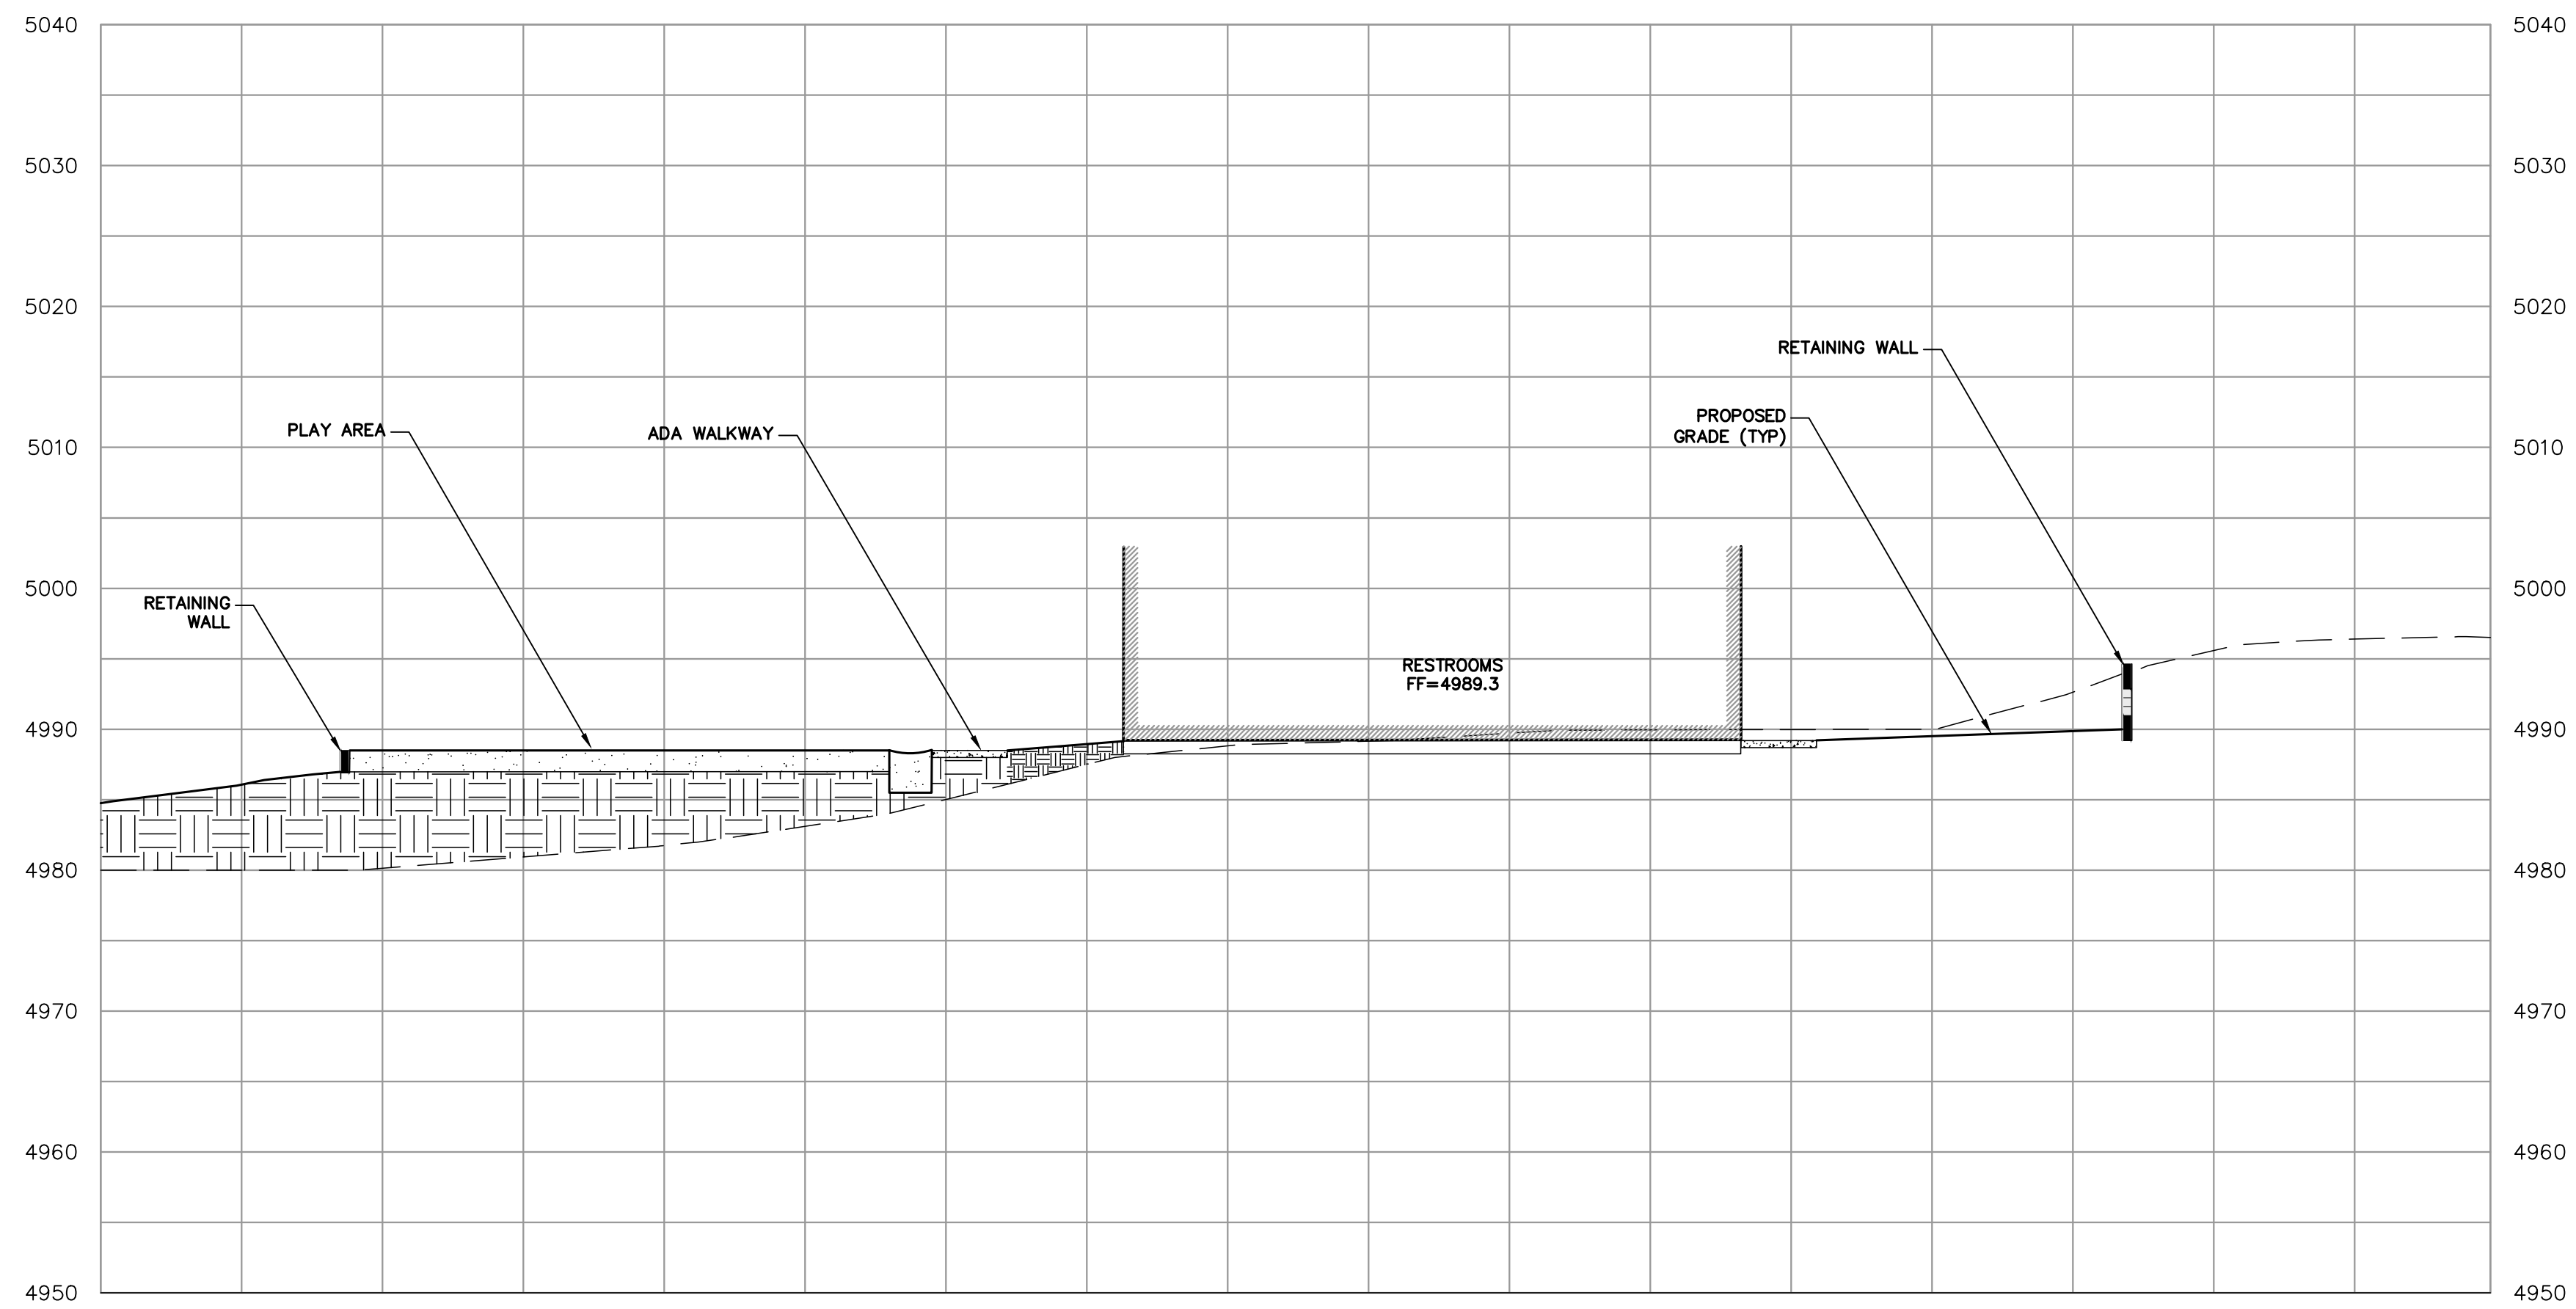 5040 5040
5030 5030
5020 5020
RETAINING WALL
PROPOSED
GRADE (TYP)
PLAY AREA
ADA WALKWAY
5010 5010
5000 5000
RETAINING
WALL
RESTROOMS
FF=4989.3
4990 4990
4980 4980
4970 4970
4960 4960
4950 4950